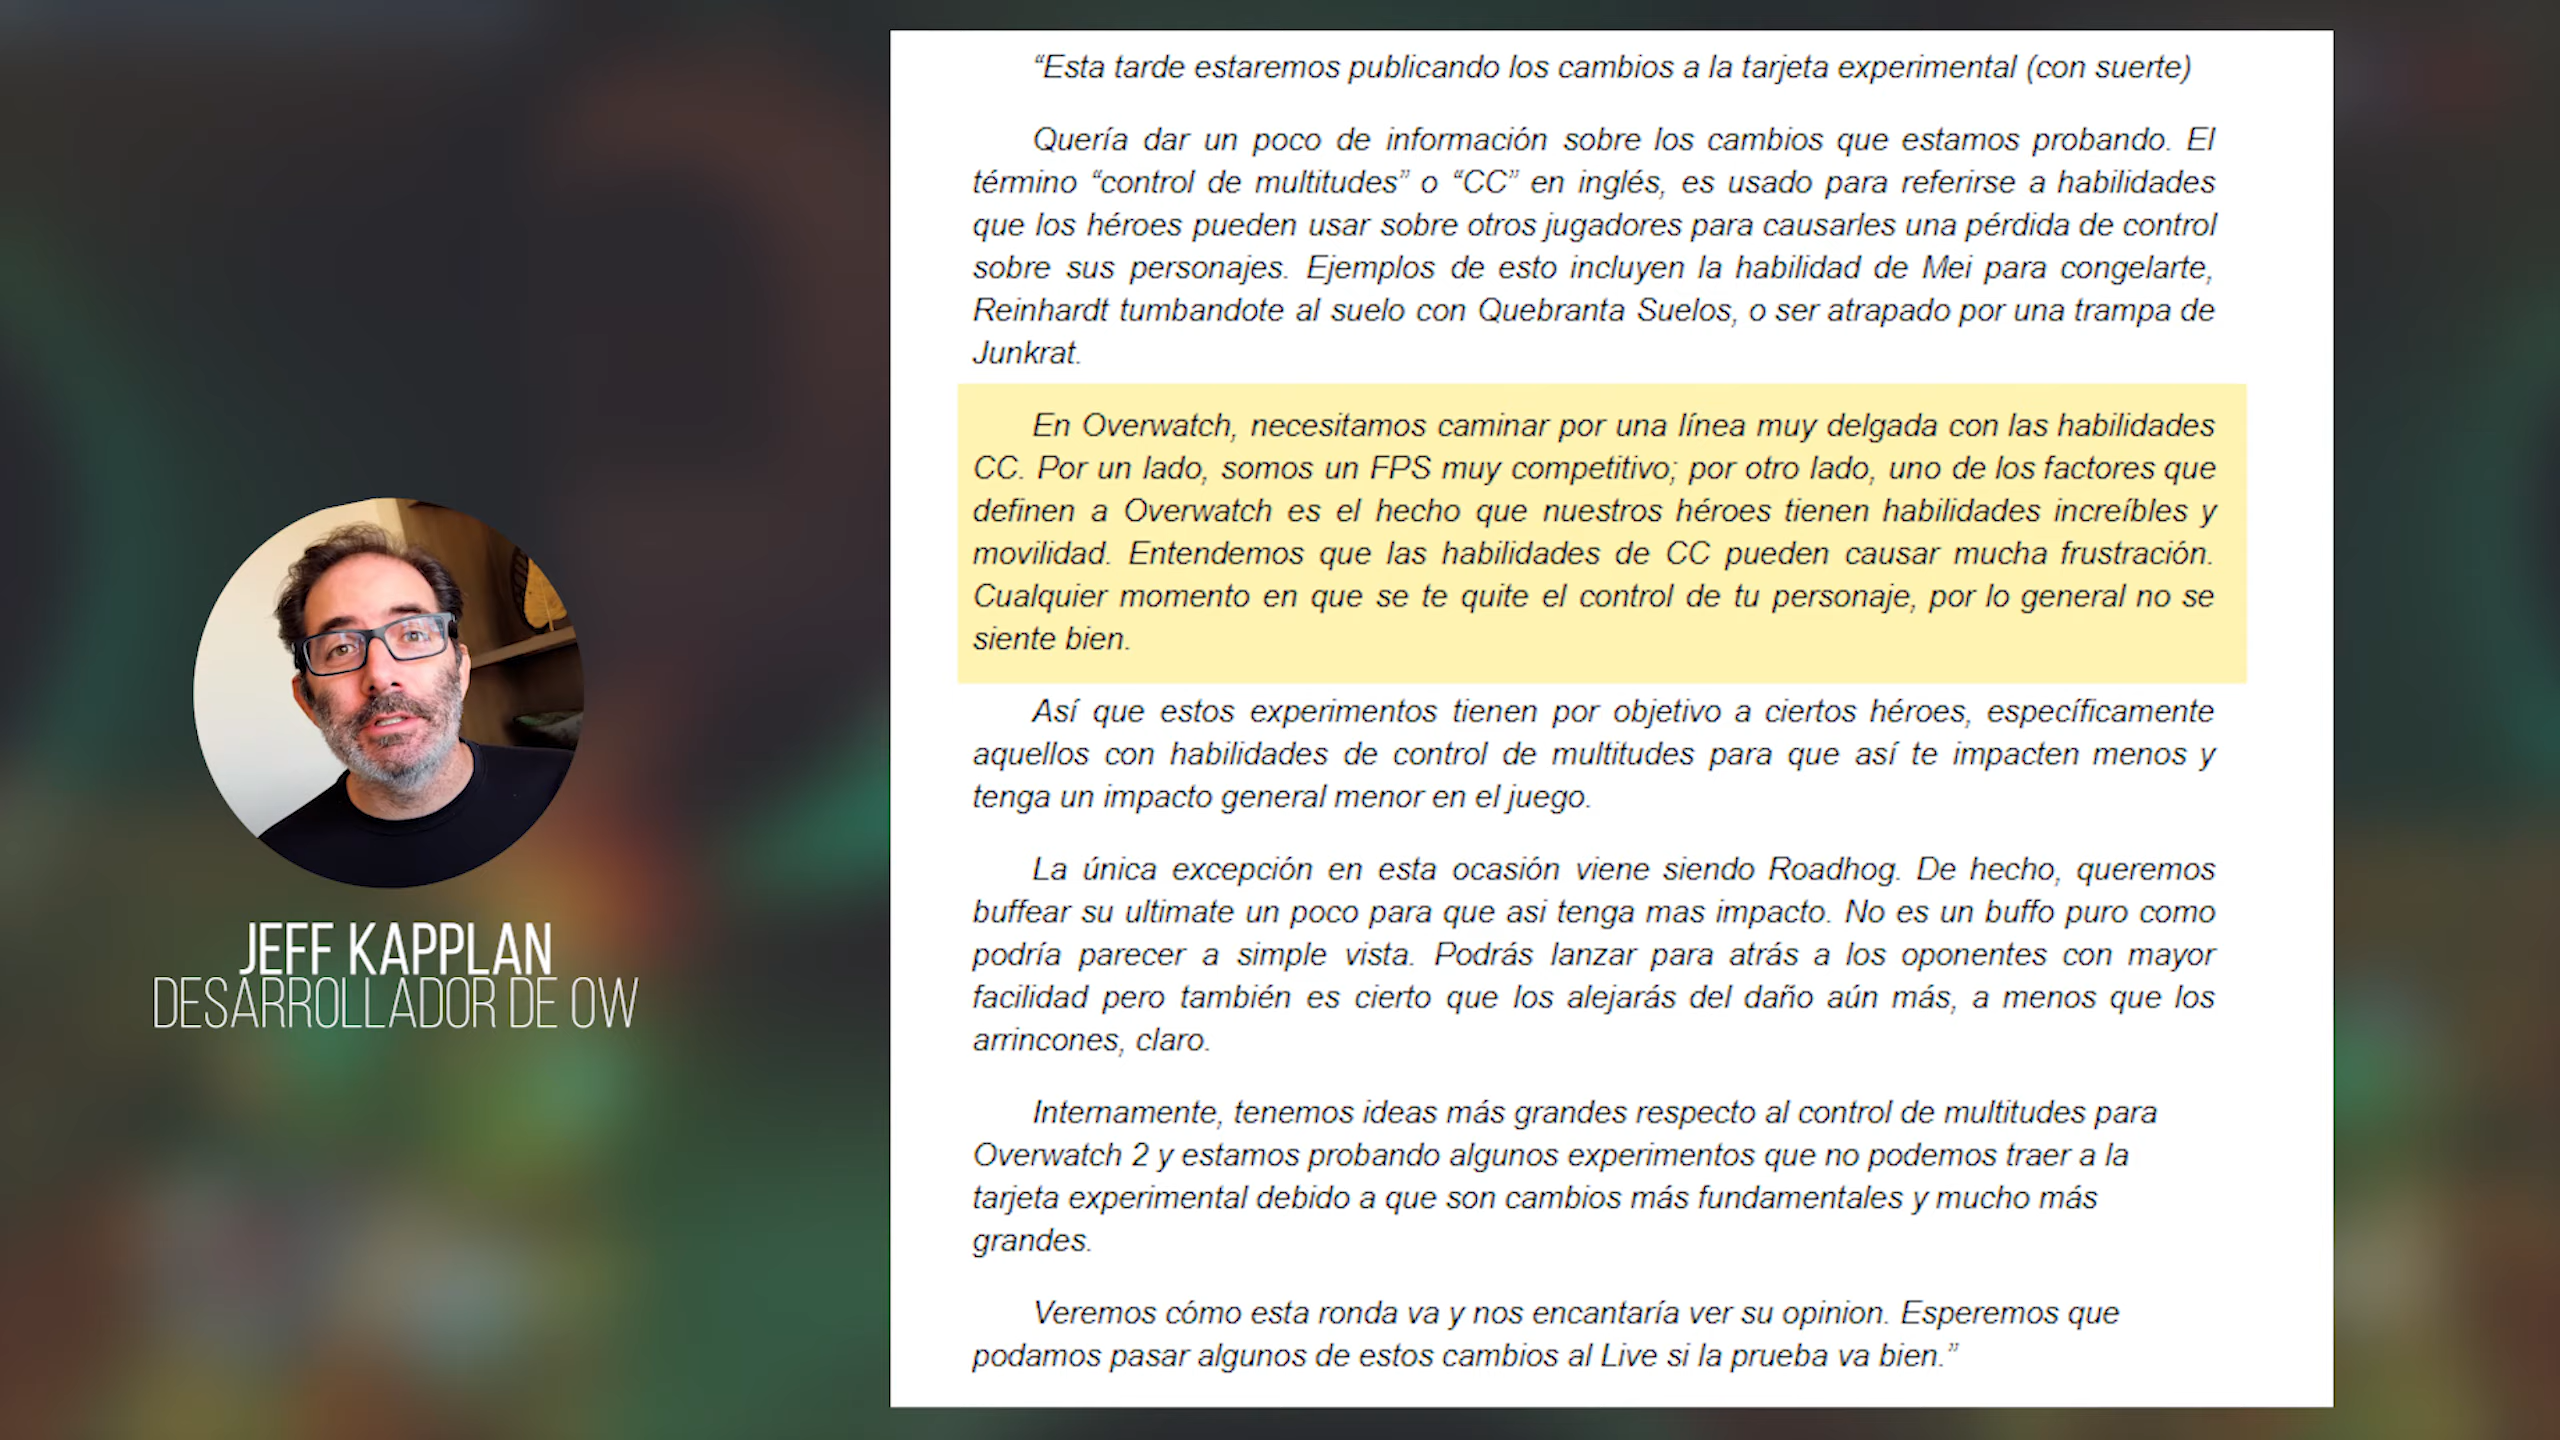 JEFF KAPPLAN
DESARROLLADOR DE OW
“Esta tarde estaremos publicando los cambios a la tarjeta experimental (con suerte)
Quería dar un poco de información sobre los cambios que estamos probando. El
término “control de multitudes” o “CC” en inglés, es usado para referirse a habilidades
que los héroes pueden usar sobre otros jugadores para causarles una pérdida de control
sobre sus personajes. Ejemplos de esto incluyen la habilidad de Mei para congelarte,
Reinhardt tumbandote al suelo con Quebranta Suelos, o ser atrapado por una trampa de
Junkrat.
En Overwatch, necesitamos caminar por una línea muy delgada con las habilidades
CC. Por un lado, somos un FPS muy competitivo; por otro lado, uno de los factores que
definen a Overwatch es el hecho que nuestros héroes tienen habilidades increíbles y
movilidad. Entendemos que las habilidades de CC pueden causar mucha frustración.
Cualquier momento en que se te quite el control de tu personaje, por lo general no se
siente bien.
Así que estos experimentos tienen por objetivo a ciertos héroes, específicamente
aquellos con habilidades de control de multitudes para que así te impacten menos y
tenga un impacto general menor en el juego.
La única excepción en esta ocasión viene siendo Roadhog. De hecho, queremos
buffear su ultimate un poco para que asi tenga mas impacto. No es un buffo puro como
podría parecer a simple vista. Podrás lanzar para atrás a los oponentes con mayor
facilidad pero también es cierto que los alejarás del daño aún más, a menos que los
arrincones, claro.
Internamente, tenemos ideas más grandes respecto al control de multitudes para
Overwatch 2 y estamos probando algunos experimentos que no podemos traer a la
tarjeta experimental debido a que son cambios más fundamentales y mucho más
grandes.
Veremos cómo esta ronda va y nos encantaría ver su opinion. Esperemos que
podamos pasar algunos de estos cambios al Live si la prueba va bien.”